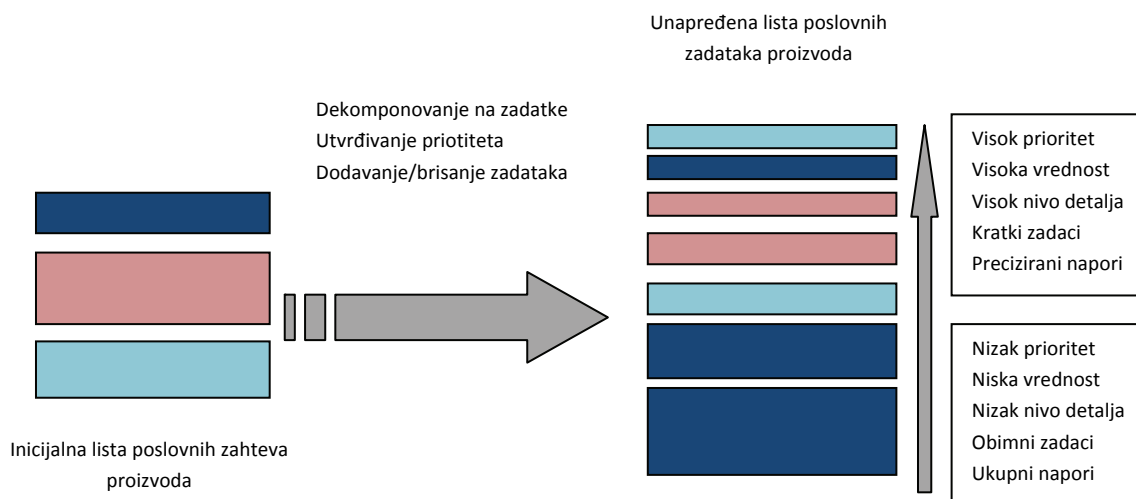 Unapređena lista poslovnih
zadataka proizvoda
Dekomponovanje na zadatke
Utvrđivanje priotiteta
Dodavanje/brisanje zadataka
Inicijalna lista poslovnih zahteva
proizvoda
Visok prioritet
Visoka vrednost
Visok nivo detalja
Kratki zadaci
Precizirani napori
Nizak prioritet
Niska vrednost
Nizak nivo detalja
Obimni zadaci
Ukupni napori